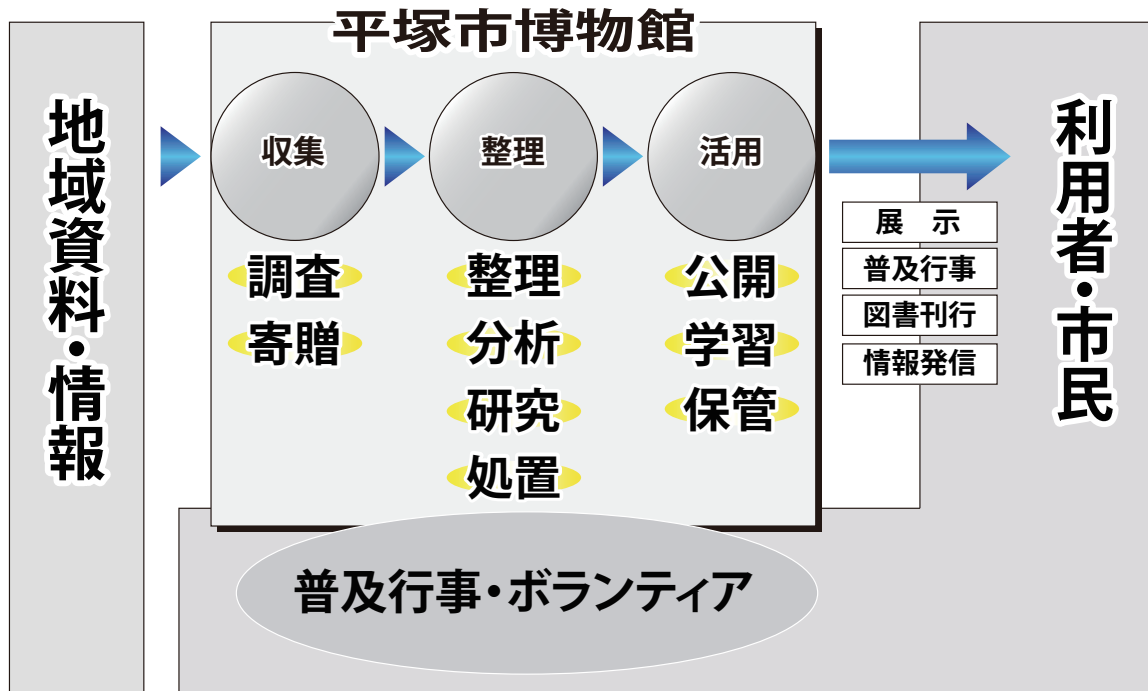 平塚市博物館
地域資料・情報
収集
調査
寄贈
整理
整理
分析
研究
処置
活用
公開
学習
保管
展　示
普及行事
図書刊行
情報発信
利用者・市民
普及行事・ボランティア